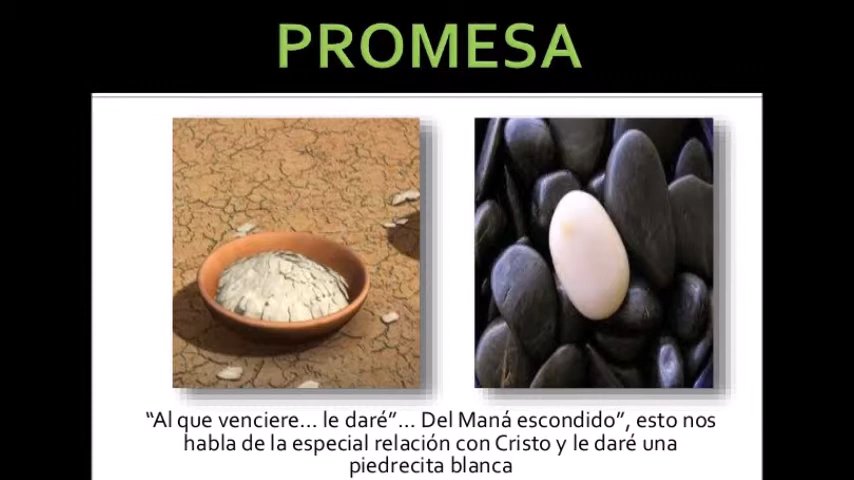 PROMESA
“Al que venciere... le daré”... Del Maná escondido”, esto nos
habla de la especial relación con Cristo y le daré una
piedrecita blanca